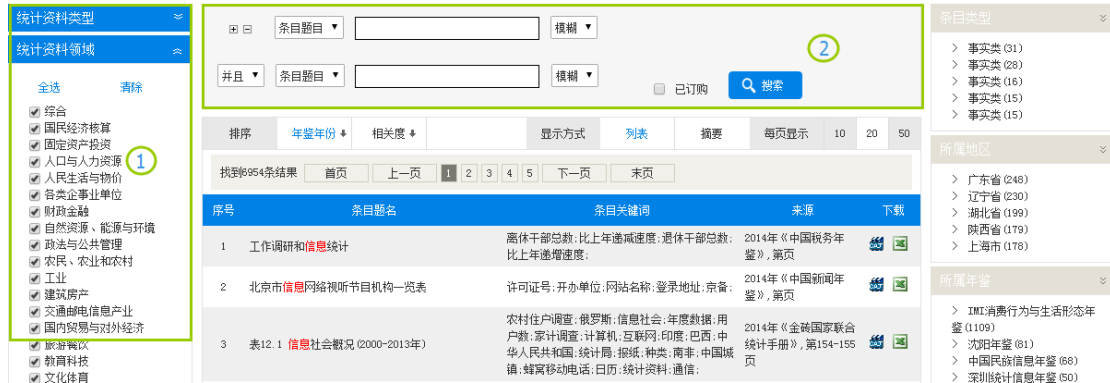 统计资料类型
统计资料领域
全选 清除
综合
国民经济核算
固定资产投资
人口与人力资源
人民生活与物价
各类企事业单位
财政金融
自然资源、能源与环境
政法与公共管理
农民、农业和农村
工业
建筑房产
交通邮电信息产业
国内贸易与对外经济
旅游餐饮
教育科技
文化体育
1
条目题目 模糊
2
并且 条目题目 模糊
已订购 搜索
排序 年鉴年份 相关度 显示方式 列表 摘要 每页显示 10 20 50
找到6954条结果 首页 上一页 1 2 3 4 5 下一页 末页
序号 条目题名 条目关键词 来源 下载
1 工作调研和信息统计
离休干部总数;比上年递减速度;退休干部总数;
比上年递增速度;
2014年《中国税务年
鉴》,第页
2 北京市信息网络视听节目机构一览表
许可证号;开办单位;网站名称;登录地址;京备;
2014年《中国新闻年
鉴》,第页
3 表12.1 信息社会概况(2000-2013年)
农村住户调查;俄罗斯;信息社会;年度数据;用
户数;家计调查;计算机;互联网;印度;巴西;中
华人民共和国;统计局;报纸;种类;南非;中国城
镇;蜂窝移动电话;日历;统计资料;通信;
2014年《金砖国家联合
统计手册》,第154-155
页
条目类型
> 事实类(31)
> 事实类(28)
> 事实类(16)
> 事实类(15)
> 事实类(15)
所属地区
> 广东省(248)
> 辽宁省(230)
> 湖北省(199)
> 陕西省(179)
> 上海市(178)
所属年鉴
> IMI消费行为与生活形态年
鉴(1109)
> 沈阳年鉴(81)
> 中国民族信息年鉴(68)
> 深圳统计信息年鉴(50)